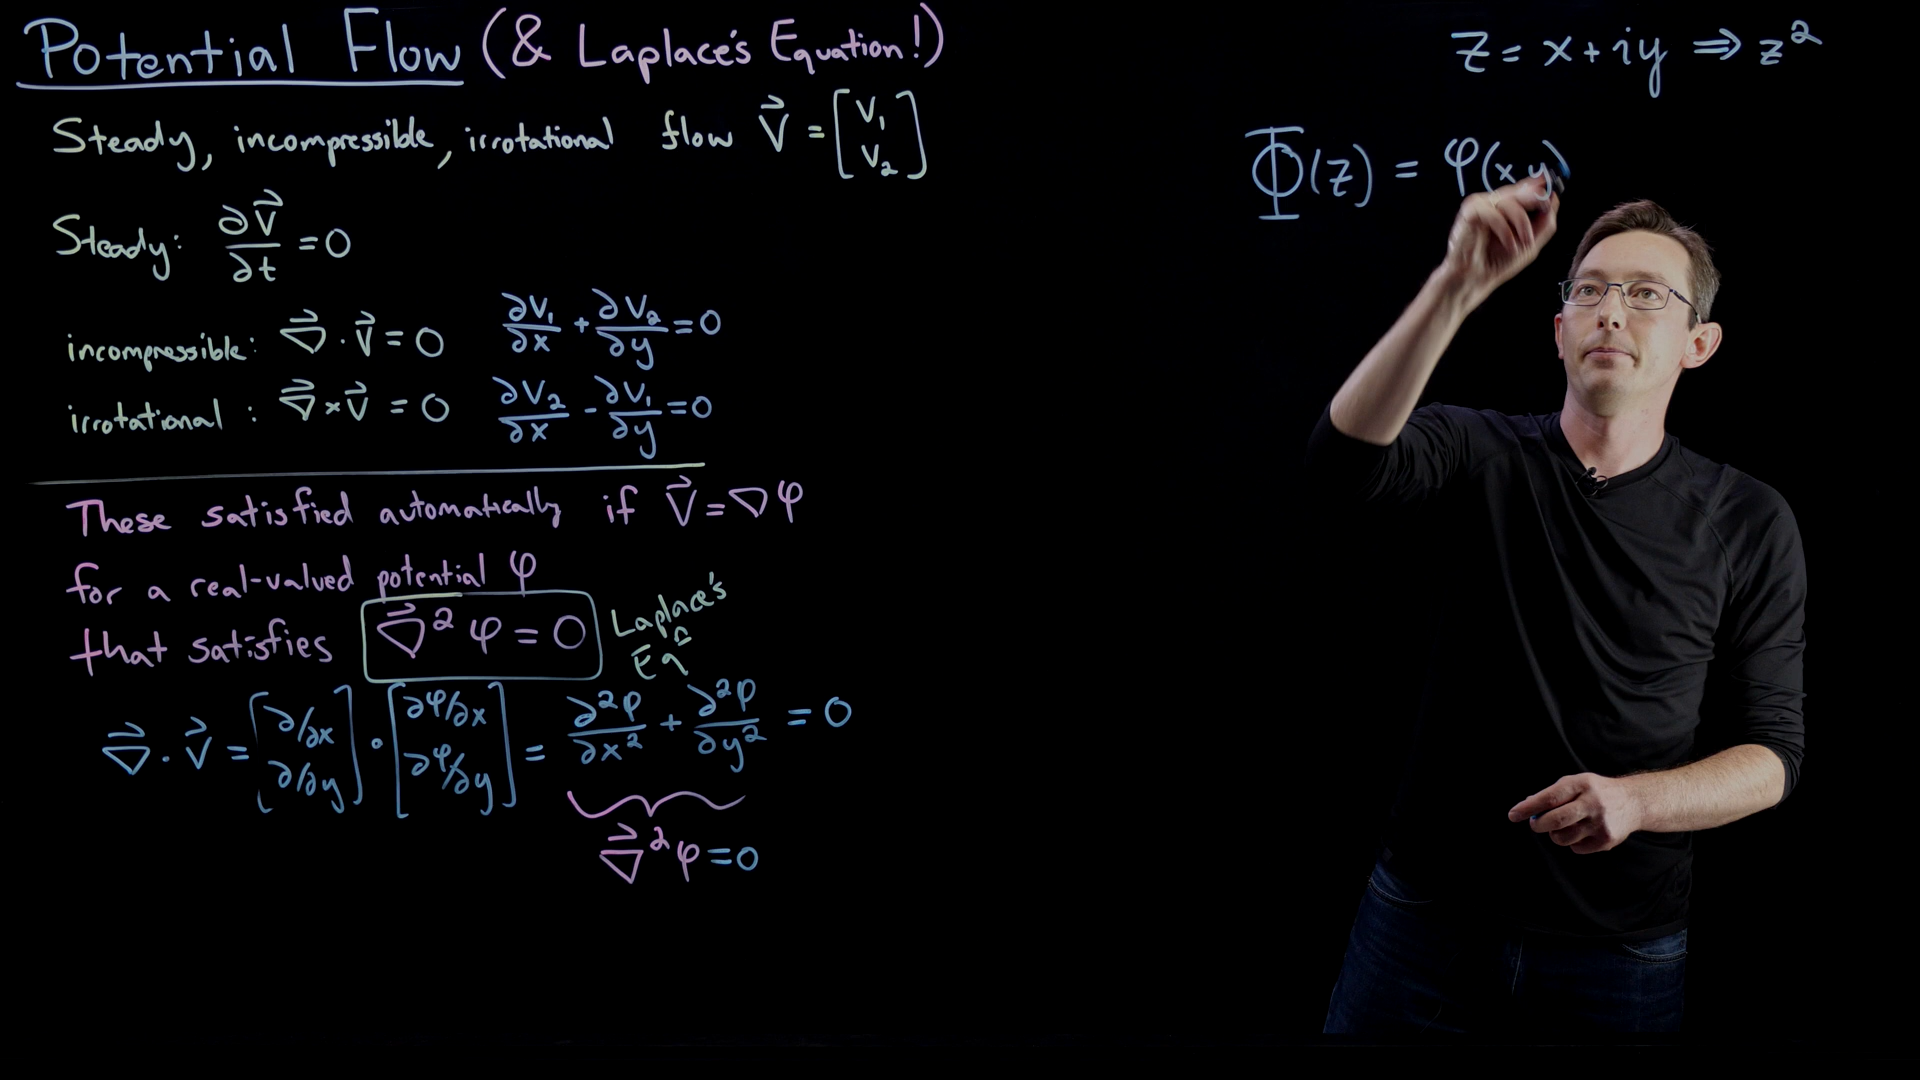 Potential Flow (& Laplace's Equation!)
Steady, incompressible, irrotational flow V⃗ = [V₁ V₂]
Steady: ∂V⃗/∂t = 0
incompressible: ∇⃗ · V⃗ = 0 ∂V₁/∂x + ∂V₂/∂y = 0
irrotational : ∇⃗ × V⃗ = 0 ∂V₂/∂x - ∂V₁/∂y = 0
These satisfied automatically if V⃗ = ∇φ
for a real-valued potential φ
that satisfies ∇⃗² φ = 0 Laplace's Eqⁿ
∇⃗ · V⃗ = [∂/∂x ∂/∂y] · [∂φ/∂x ∂φ/∂y] = ∂²φ/∂x² + ∂²φ/∂y² = 0
∇⃗² φ = 0
z = x + iy ⇒ z²
Φ(z) = φ(x,y)